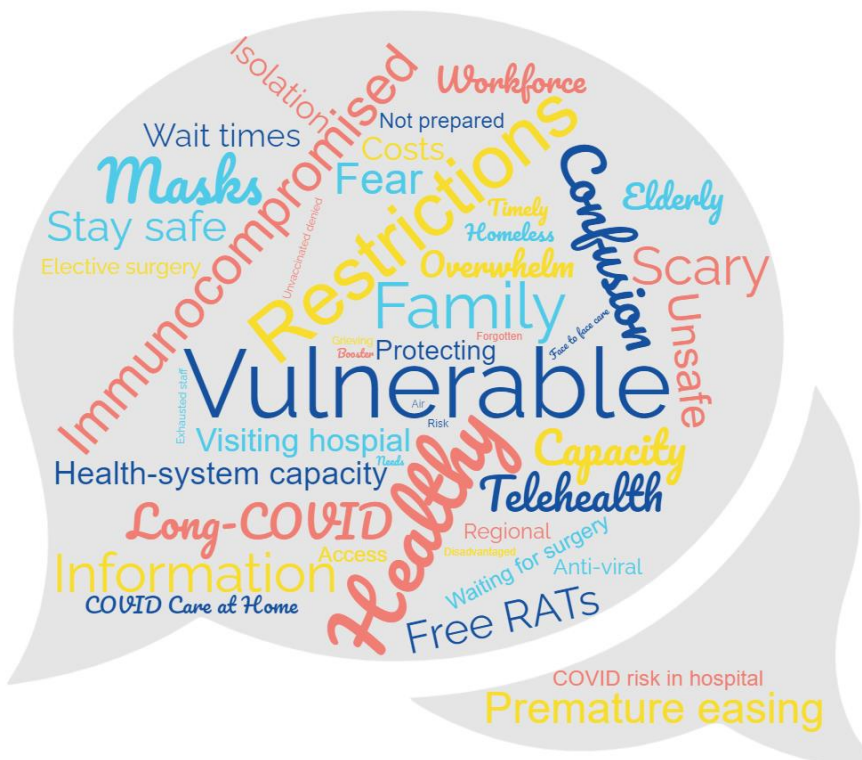 Isolation
Workforce
Immunocompromised
Not prepared
Wait times
Costs
Restrictions
Masks
Fear
Confusion
Elderly
Timely
Homeless
Stay safe
Unvaccinated denied
Overwhelm
Scary
Elective surgery
Family
Unsafe
Grieving
Forgotten
Booster
Protecting
Face to face care
Vulnerable
Exhausted staff
Air
Risk
Visiting hospial
Needs
Capacity
Health-system capacity
Healthy
Telehealth
Long-COVID
Regional
Access
Disadvantaged
Waiting for surgery
Information
Anti-viral
COVID Care at Home
Free RATs
COVID risk in hospital
Premature easing